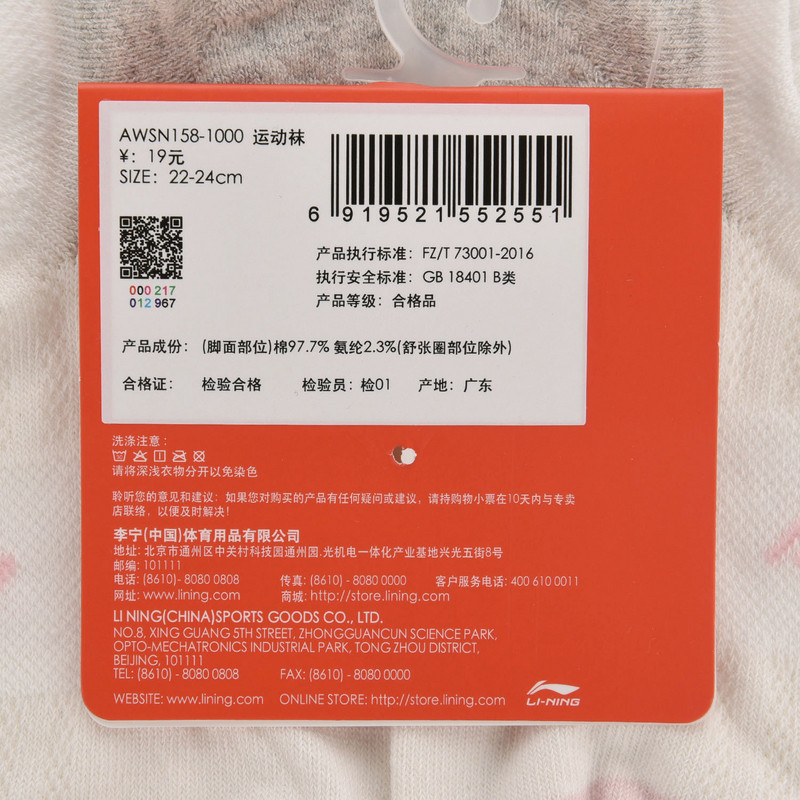 AWSN158-1000 运动袜
¥: 19元
SIZE: 22-24cm
6 919521 552551
000 217
012 967
产品执行标准: FZ/T 73001-2016
执行安全标准: GB 18401 B类
产品等级: 合格品
产品成份: (脚面部位)棉97.7% 氨纶2.3%(舒张圈部位除外)
合格证: 检验合格 检验员: 检01 产地: 广东
洗涤注意:
请将深浅衣物分开以免染色
聆听您的意见和建议: 如果您对购买的产品有任何疑问或建议, 请持购物小票在10天内与专卖
店联络, 以便及时解决!
李宁(中国)体育用品有限公司
地址: 北京市通州区中关村科技园通州园.光机电一体化产业基地兴光五街8号
邮编: 101111
电话: (8610) - 8080 0808 传真: (8610) - 8080 0000 客户服务电话: 400 610 0011
网址: www.lining.com 商城: http://store.lining.com
LI NING(CHINA)SPORTS GOODS CO., LTD.
NO.8, XING GUANG 5TH STREET, ZHONGGUANCUN SCIENCE PARK,
OPTO-MECHATRONICS INDUSTRIAL PARK, TONG ZHOU DISTRICT,
BEIJING, 101111
TEL: (8610) - 8080 0808 FAX: (8610) - 8080 0000
WEBSITE: www.lining.com ONLINE STORE: http://store.lining.com
LI-NING